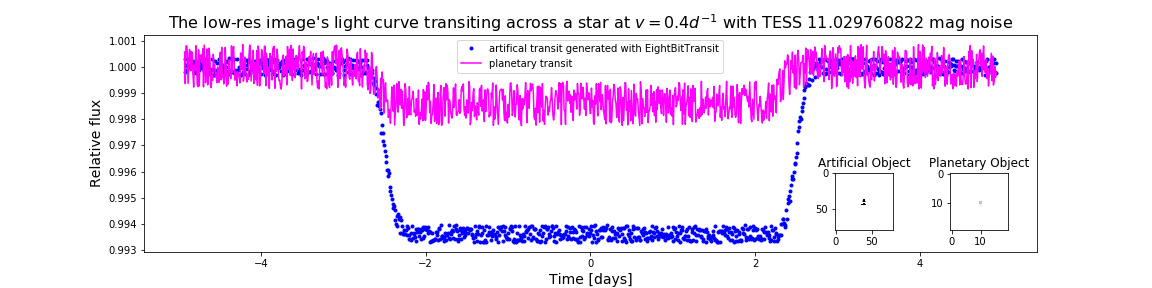 The low-res image's light curve transiting across a star at v = 0.4d⁻¹ with TESS 11.029760822 mag noise
artifical transit generated with EightBitTransit
planetary transit
Relative flux
1.001
1.000
0.999
0.998
0.997
0.996
0.995
0.994
0.993
Artificial Object
0
50
0 50
Planetary Object
0
10
0 10
−4 −2 0 2 4
Time [days]